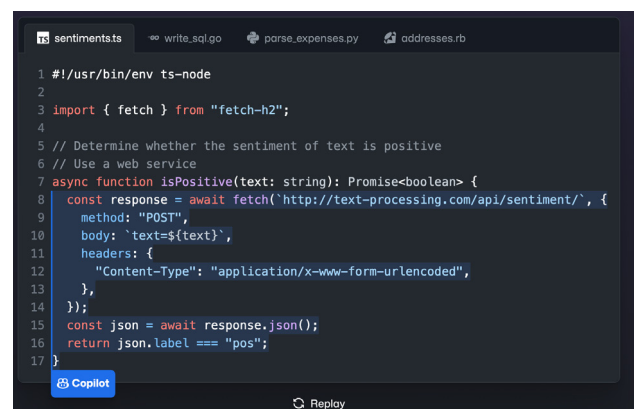 TS sentiments.ts write_sql.go parse_expenses.py addresses.rb
1 #!/usr/bin/env ts-node
2
3 import { fetch } from "fetch-h2";
4
5 // Determine whether the sentiment of text is positive
6 // Use a web service
7 async function isPositive(text: string): Promise<boolean> {
8   const response = await fetch(`http://text-processing.com/api/sentiment/`, {
9     method: "POST",
10     body: `text=${text}`,
11     headers: {
12       "Content-Type": "application/x-www-form-urlencoded",
13     },
14   });
15   const json = await response.json();
16   return json.label === "pos";
17 }
Copilot
Replay